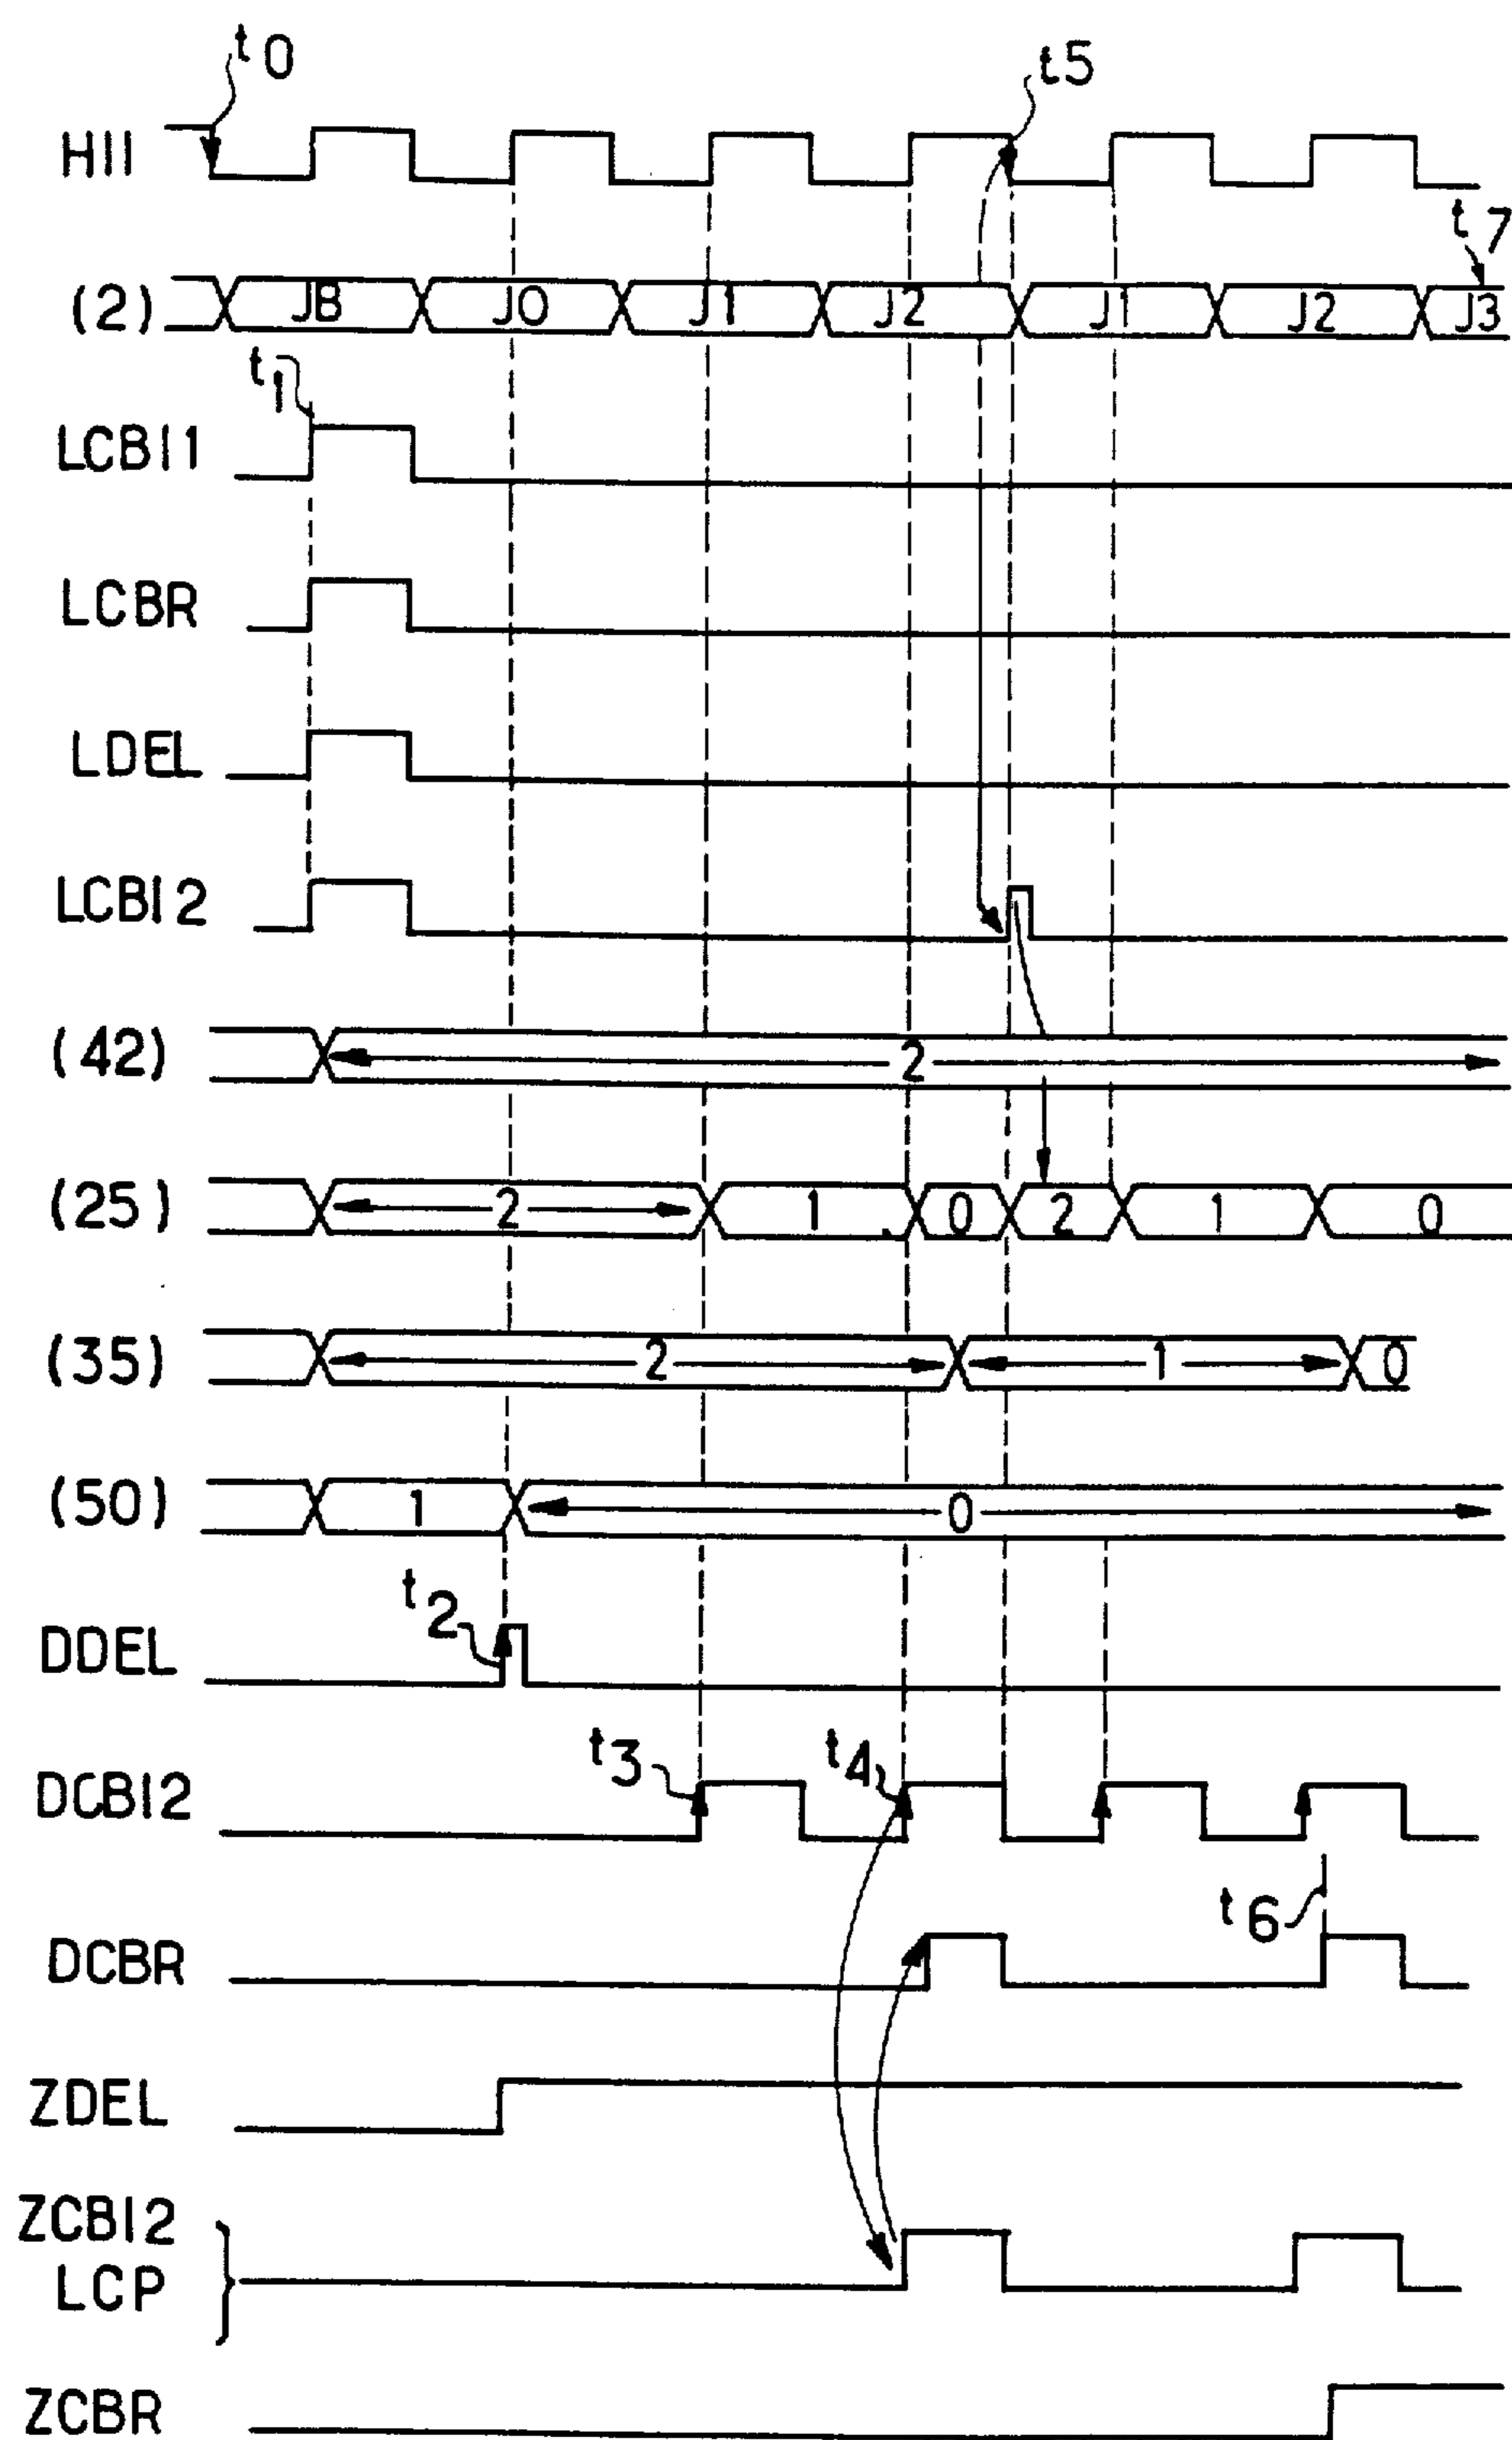 t0
t5
HII
t7
(2)
JB J0 J1 J2 J1 J2 J3
t1
LCBI1
LCBR
LDEL
LCBI2
(42)
2
(25)
2 1 0 2 1 0
(35)
2 1 0
(50)
1 0
t2
DDEL
t3
t4
DCBI2
t6
DCBR
ZDEL
ZCBI2
LCP
ZCBR